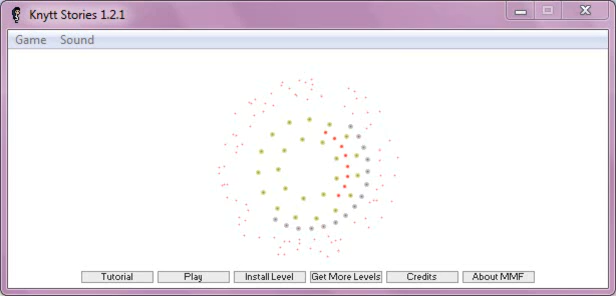 Knytt Stories 1.2.1
Game Sound
Tutorial Play Install Level Get More Levels Credits About MMF